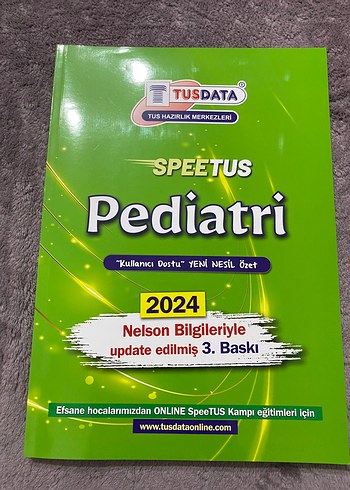 TUSDATA®
TUS HAZIRLIK MERKEZLERİ
SPEETUS
Pediatri
"Kullanıcı Dostu" YENİ NESİL Özet
2024
Nelson Bilgileriyle
update edilmiş 3. Baskı
Efsane hocalarımızdan ONLINE SpeeTUS Kampı eğitimleri için
www.tusdataonline.com